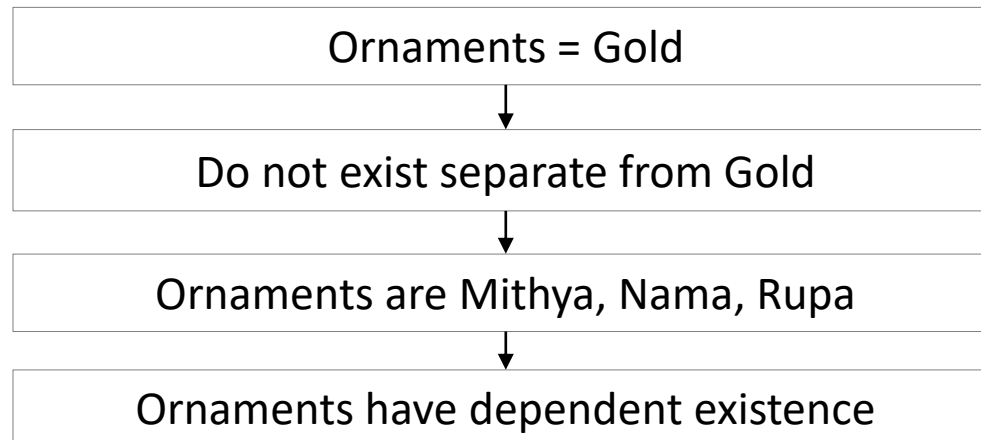 Ornaments = Gold
Do not exist separate from Gold
Ornaments are Mithya, Nama, Rupa
Ornaments have dependent existence